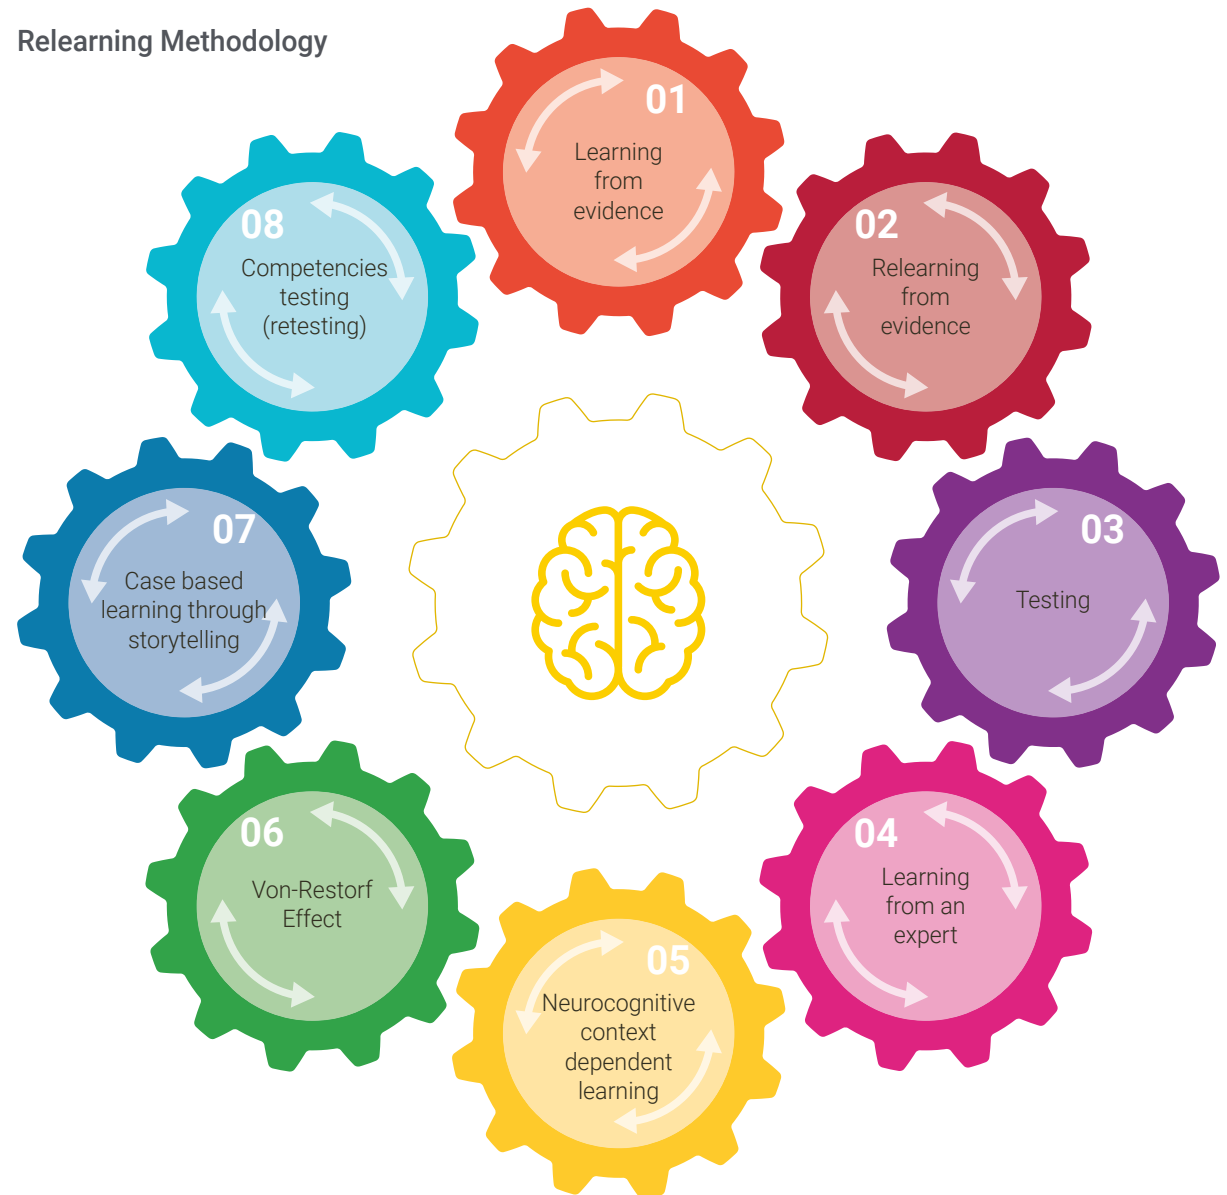 Relearning Methodology
01
Learning
from
evidence
02
Relearning
from
evidence
03
Testing
04
Learning
from an
expert
05
Neurocognitive
context
dependent
learning
06
Von-Restorf
Effect
07
Case based
learning through
storytelling
08
Competencies
testing
(retesting)